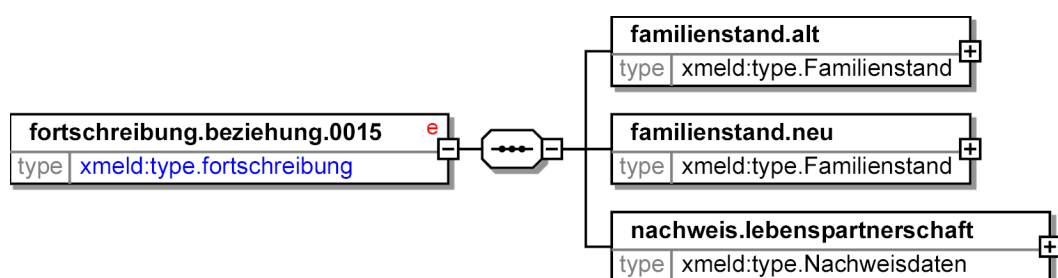 familienstand.alt
type xmeld:type.Familienstand
fortschreibung.beziehung.0015 e
type xmeld:type.fortschreibung
familienstand.neu
type xmeld:type.Familienstand
nachweis.lebenspartnerschaft
type xmeld:type.Nachweisdaten